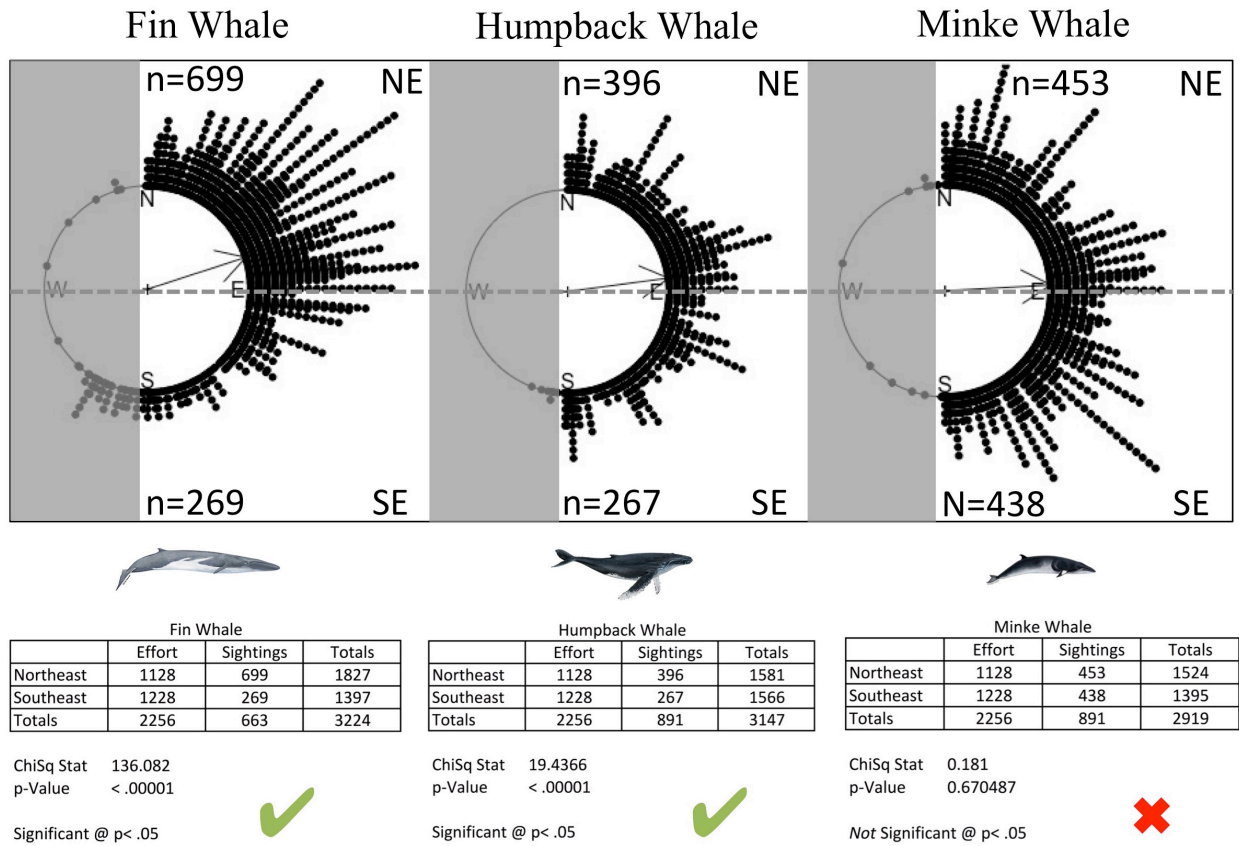 Fin Whale Humpback Whale Minke Whale
n=699 NE n=396 NE n=453 NE
N N N
W E W E W E
S S S
n=269 SE n=267 SE N=438 SE
Fin Whale
Effort Sightings Totals
Northeast 1128 699 1827
Southeast 1228 269 1397
Totals 2256 663 3224
ChiSq Stat 136.082
p-Value < .00001
Significant @ p< .05
Humpback Whale
Effort Sightings Totals
Northeast 1128 396 1581
Southeast 1228 267 1566
Totals 2256 891 3147
ChiSq Stat 19.4366
p-Value < .00001
Significant @ p< .05
Minke Whale
Effort Sightings Totals
Northeast 1128 453 1524
Southeast 1228 438 1395
Totals 2256 891 2919
ChiSq Stat 0.181
p-Value 0.670487
Not Significant @ p< .05